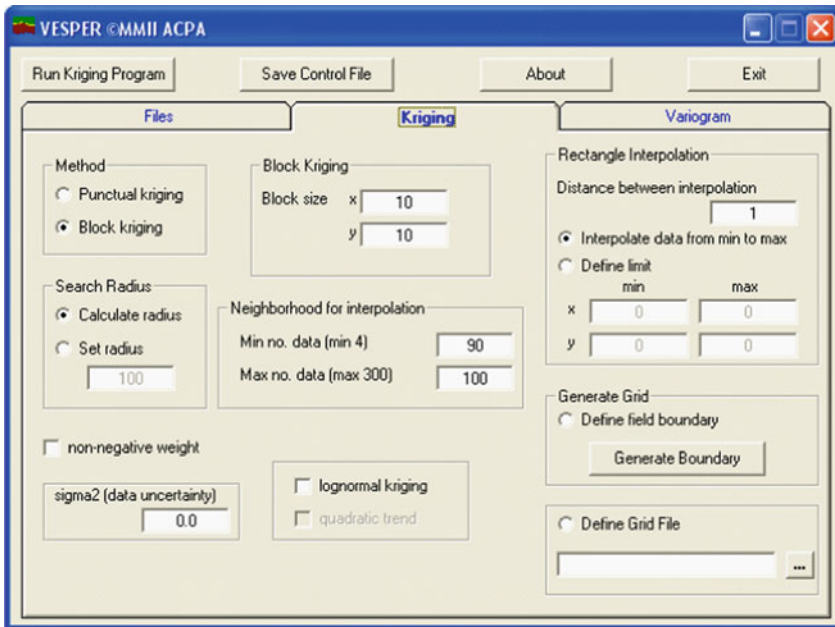 VESPER ©MMII ACPA
Run Kriging Program
Save Control File
About
Exit
Files
Kriging
Variogram
Method
Punctual kriging
Block kriging
Block Kriging
Block size x 10
y 10
Search Radius
Calculate radius
Set radius
100
Neighborhood for interpolation
Min no. data (min 4) 90
Max no. data (max 300) 100
non-negative weight
sigma2 (data uncertainty)
0.0
lognormal kriging
quadratic trend
Rectangle Interpolation
Distance between interpolation
1
Interpolate data from min to max
Define limit
min max
x 0 0
y 0 0
Generate Grid
Define field boundary
Generate Boundary
Define Grid File
...